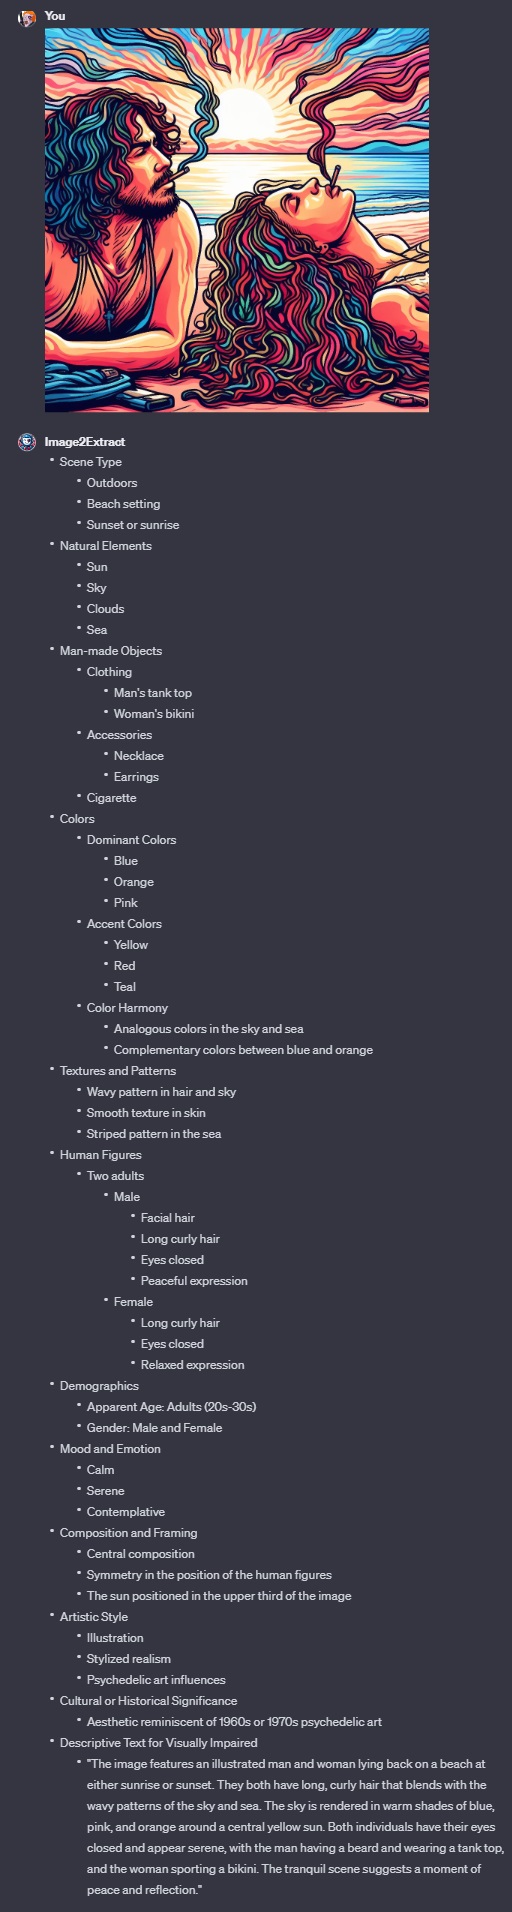 You
Image2Extract
• Scene Type
• Outdoors
• Beach setting
• Sunset or sunrise
• Natural Elements
• Sun
• Sky
• Clouds
• Sea
• Man-made Objects
• Clothing
• Man's tank top
• Woman's bikini
• Accessories
• Necklace
• Earrings
• Cigarette
• Colors
• Dominant Colors
• Blue
• Orange
• Pink
• Accent Colors
• Yellow
• Red
• Teal
• Color Harmony
• Analogous colors in the sky and sea
• Complementary colors between blue and orange
• Textures and Patterns
• Wavy pattern in hair and sky
• Smooth texture in skin
• Striped pattern in the sea
• Human Figures
• Two adults
• Male
• Facial hair
• Long curly hair
• Eyes closed
• Peaceful expression
• Female
• Long curly hair
• Eyes closed
• Relaxed expression
• Demographics
• Apparent Age: Adults (20s-30s)
• Gender: Male and Female
• Mood and Emotion
• Calm
• Serene
• Contemplative
• Composition and Framing
• Central composition
• Symmetry in the position of the human figures
• The sun positioned in the upper third of the image
• Artistic Style
• Illustration
• Stylized realism
• Psychedelic art influences
• Cultural or Historical Significance
• Aesthetic reminiscent of 1960s or 1970s psychedelic art
• Descriptive Text for Visually Impaired
• "The image features an illustrated man and woman lying back on a beach at
either sunrise or sunset. They both have long, curly hair that blends with the
wavy patterns of the sky and sea. The sky is rendered in warm shades of blue,
pink, and orange around a central yellow sun. Both individuals have their eyes
closed and appear serene, with the man having a beard and wearing a tank top,
and the woman sporting a bikini. The tranquil scene suggests a moment of
peace and reflection."